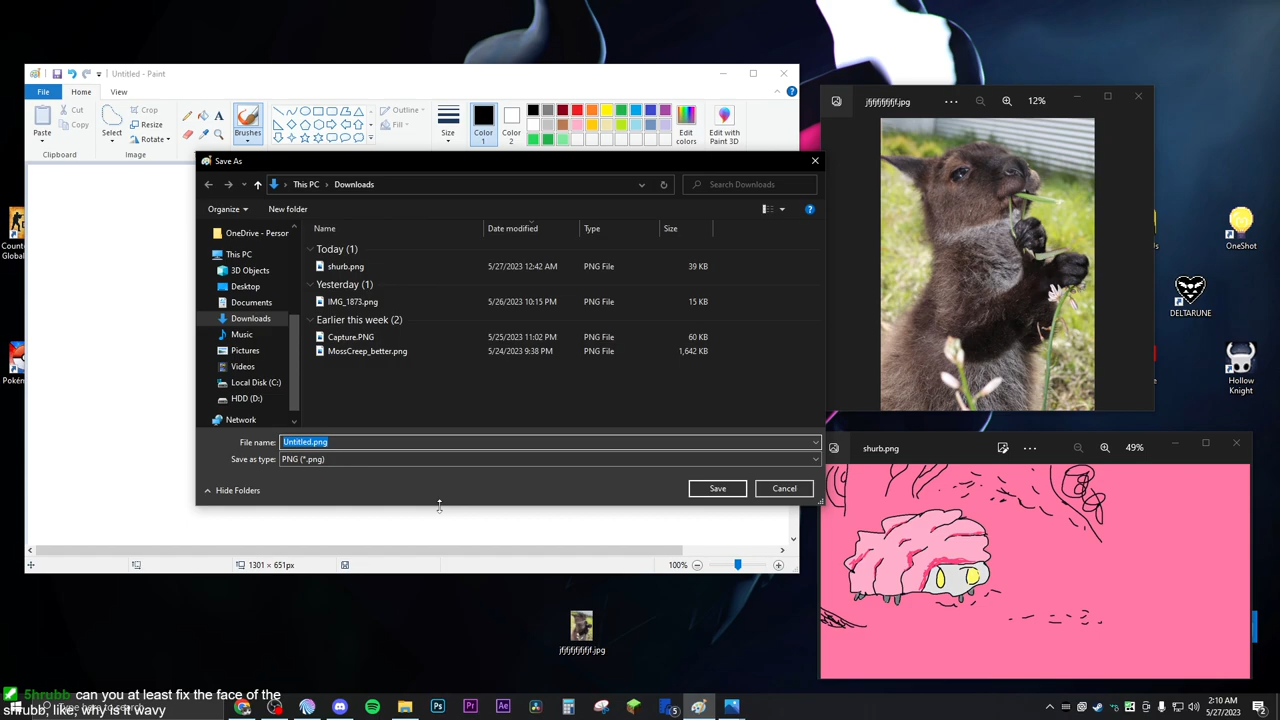 Untitled - Paint
File
Home
View
Paste
Cut
Copy
Clipboard
Select
Crop
Resize
Rotate
Image
Brushes
Outline
Fill
Size
Color 1
Color 2
Edit colors
Edit with Paint 3D
Save As
This PC
Downloads
Search Downloads
Organize
New folder
OneDrive - Person
This PC
3D Objects
Desktop
Documents
Downloads
Music
Pictures
Videos
Local Disk (C:)
HDD (D:)
Network
Name Date modified Type Size
Today (1)
shurb.png 5/27/2023 12:42 AM PNG File 39 KB
Yesterday (1)
IMG_1873.png 5/26/2023 10:15 PM PNG File 15 KB
Earlier this week (2)
Capture.PNG 5/25/2023 11:02 PM PNG File 60 KB
MossCreep_better.png 5/24/2023 9:38 PM PNG File 1,642 KB
File name: Untitled.png
Save as type: PNG (*.png)
Hide Folders
Save
Cancel
1301 × 651px
100%
12%
shurb.png
49%
Count
Global
Poké
OneShot
DELTARUNE
Hollow
Knight
5hrubb can you at least fix the face of the
shrubb, like, why is it wavy
Ps
Pr
Ae
5
2:10 AM
5/27/2023
2